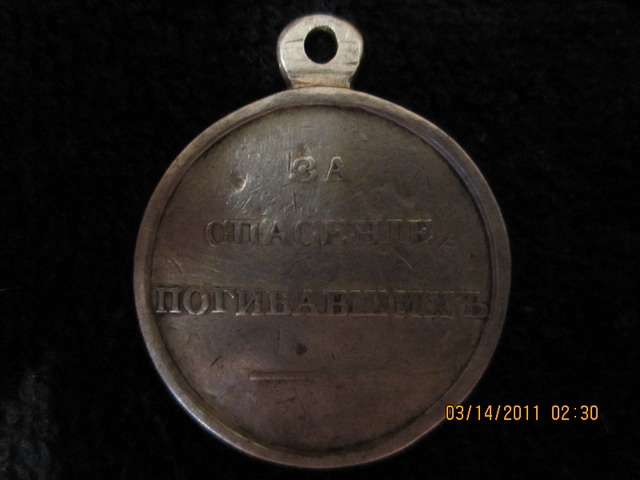 ЗА
СПАСЕНІЕ
ПОГИБАВШИХЪ
03/14/2011 02:30